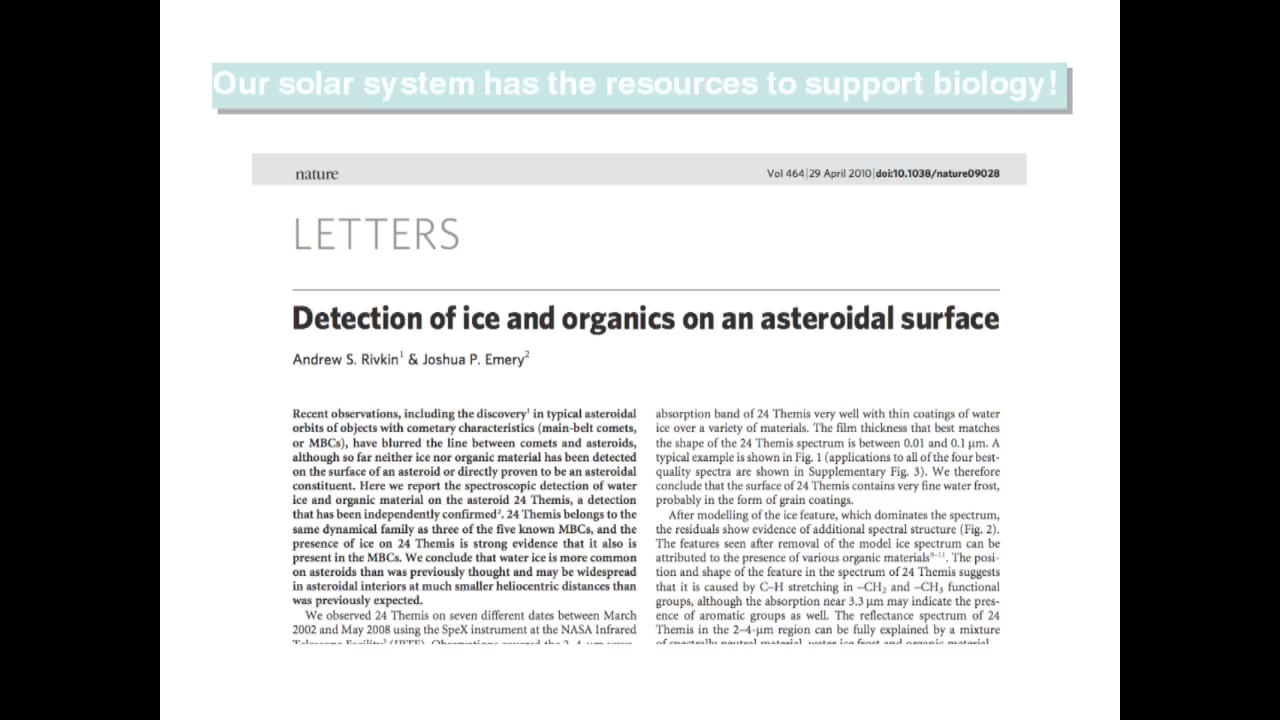 Our solar system has the resources to support biology!
nature
Vol 464|29 April 2010|doi:10.1038/nature09028
LETTERS
Detection of ice and organics on an asteroidal surface
Andrew S. Rivkin1 & Joshua P. Emery2
Recent observations, including the discovery1 in typical asteroidal
orbits of objects with cometary characteristics (main-belt comets,
or MBCs), have blurred the line between comets and asteroids,
although so far neither ice nor organic material has been detected
on the surface of an asteroid or directly proven to be an asteroidal
constituent. Here we report the spectroscopic detection of water
ice and organic material on the asteroid 24 Themis, a detection
that has been independently confirmed2. 24 Themis belongs to the
same dynamical family as three of the five known MBCs, and the
presence of ice on 24 Themis is strong evidence that it also is
present in the MBCs. We conclude that water ice is more common
on asteroids than was previously thought and may be widespread
in asteroidal interiors at much smaller heliocentric distances than
was previously expected.
We observed 24 Themis on seven different dates between March
2002 and May 2008 using the SpeX instrument at the NASA Infrared
absorption band of 24 Themis very well with thin coatings of water
ice over a variety of materials. The film thickness that best matches
the shape of the 24 Themis spectrum is between 0.01 and 0.1 μm. A
typical example is shown in Fig. 1 (applications to all of the four best-
quality spectra are shown in Supplementary Fig. 3). We therefore
conclude that the surface of 24 Themis contains very fine water frost,
probably in the form of grain coatings.
After modelling of the ice feature, which dominates the spectrum,
the residuals show evidence of additional spectral structure (Fig. 2).
The features seen after removal of the model ice spectrum can be
attributed to the presence of various organic materials9–11. The posi-
tion and shape of the feature in the spectrum of 24 Themis suggests
that it is caused by C–H stretching in –CH2 and –CH3 functional
groups, although the absorption near 3.3 μm may indicate the pres-
ence of aromatic groups as well. The reflectance spectrum of 24
Themis in the 2–4-μm region can be fully explained by a mixture
of spectrally neutral material, water ice frost and organic material.